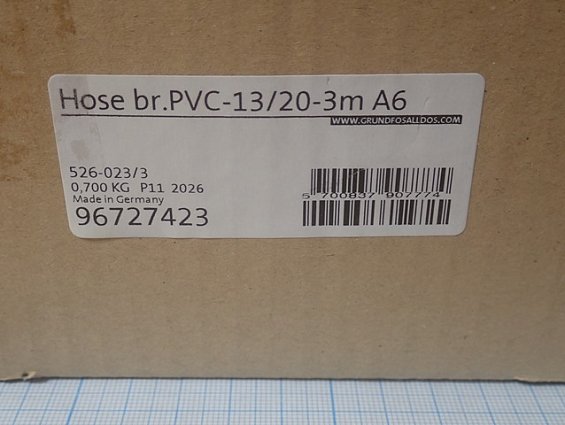 Hose br.PVC-13/20-3m A6
WWW.GRUNDFOSALLDOS.COM
526-023/3
0,700 KG P11 2026
Made in Germany
96727423
5 700837 907774